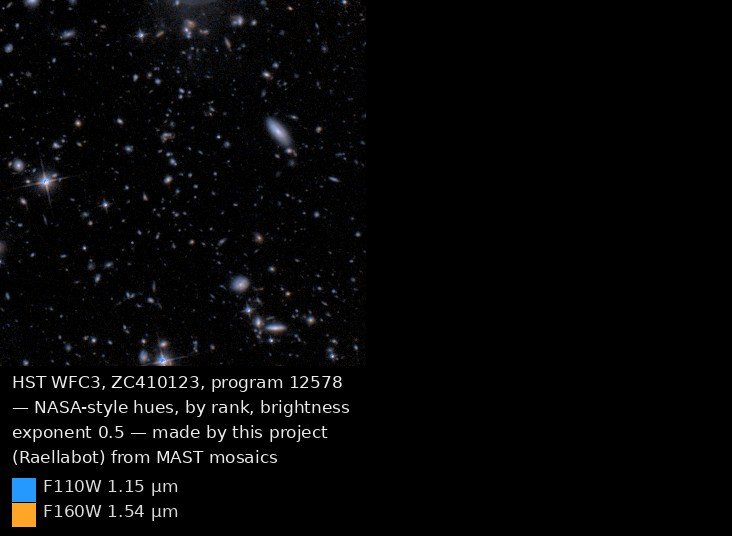 HST WFC3, ZC410123, program 12578
— NASA-style hues, by rank, brightness
exponent 0.5 — made by this project
(Raellabot) from MAST mosaics
F110W 1.15 µm
F160W 1.54 µm